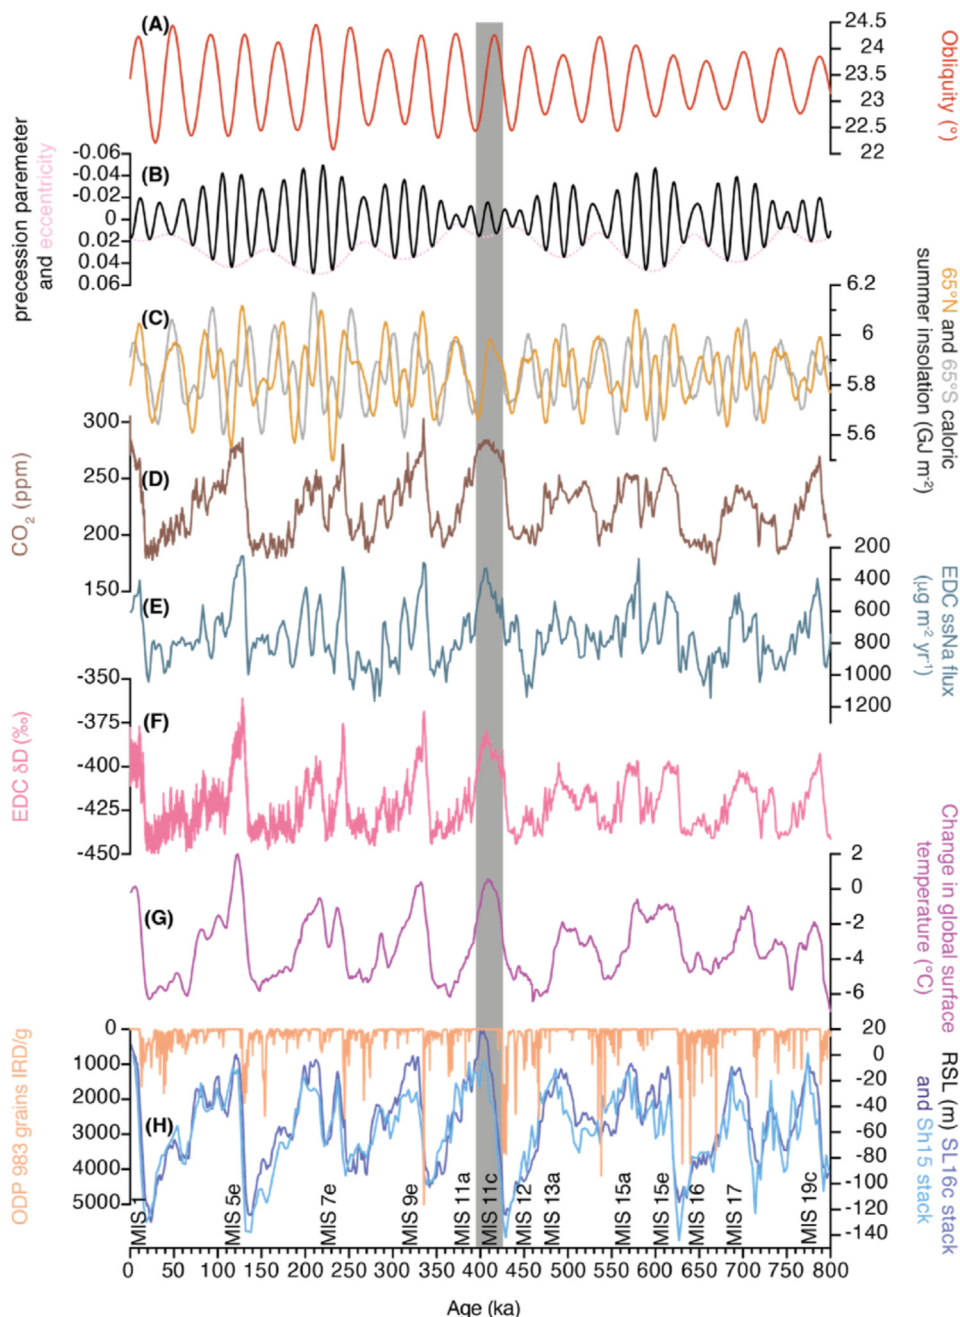 (A)
24.5
24
23.5
23
22.5
22
Obliquity (°)
precession paremeter
and eccentricity
-0.06
-0.04
-0.02
0
0.02
0.04
0.06
(B)
(C)
6.2
6
5.8
5.6
65°N and 65°S caloric
summer insolation (GJ m-2)
CO2 (ppm)
300
250
200
150
(D)
(E)
200
400
600
800
1000
1200
EDC ssNa flux
(μg m-2 yr-1)
EDC δD (‰)
-350
-375
-400
-425
-450
(F)
(G)
2
0
-2
-4
-6
Change in global surface
temperature (°C)
ODP 983 grains IRD/g
0
1000
2000
3000
4000
5000
(H)
20
0
-20
-40
-60
-80
-100
-120
-140
RSL (m) SL16c stack
and Sh15 stack
MIS 1
MIS 5e
MIS 7e
MIS 9e
MIS 11a
MIS 11c
MIS 12
MIS 13a
MIS 15a
MIS 15e
MIS 16
MIS 17
MIS 19c
0 50 100 150 200 250 300 350 400 450 500 550 600 650 700 750 800
Age (ka)